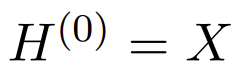 H^{(0)} = X